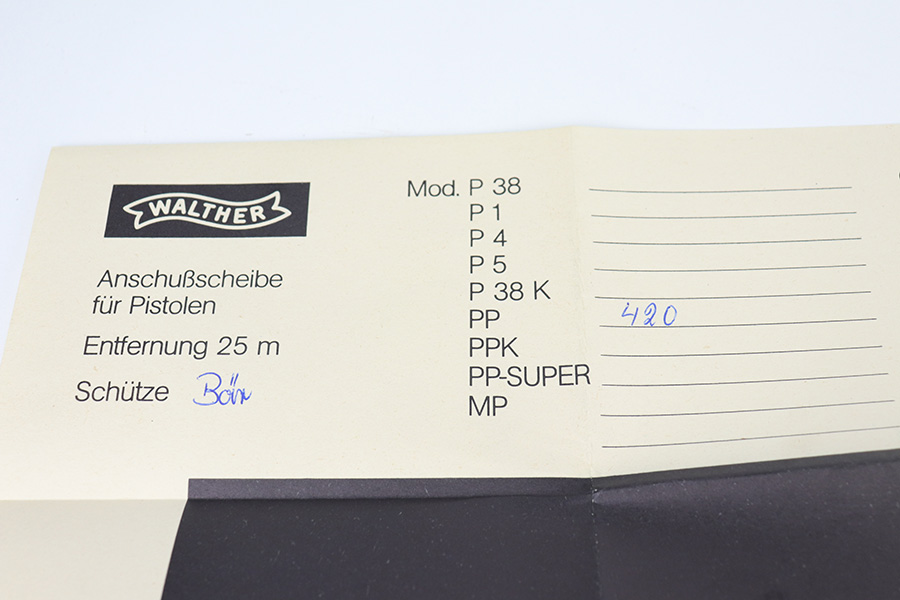 WALTHER
Anschußscheibe
für Pistolen
Entfernung 25 m
Schütze
Mod. P 38
P 1
P 4
P 5
P 38 K
PP 420
PPK
PP-SUPER
MP